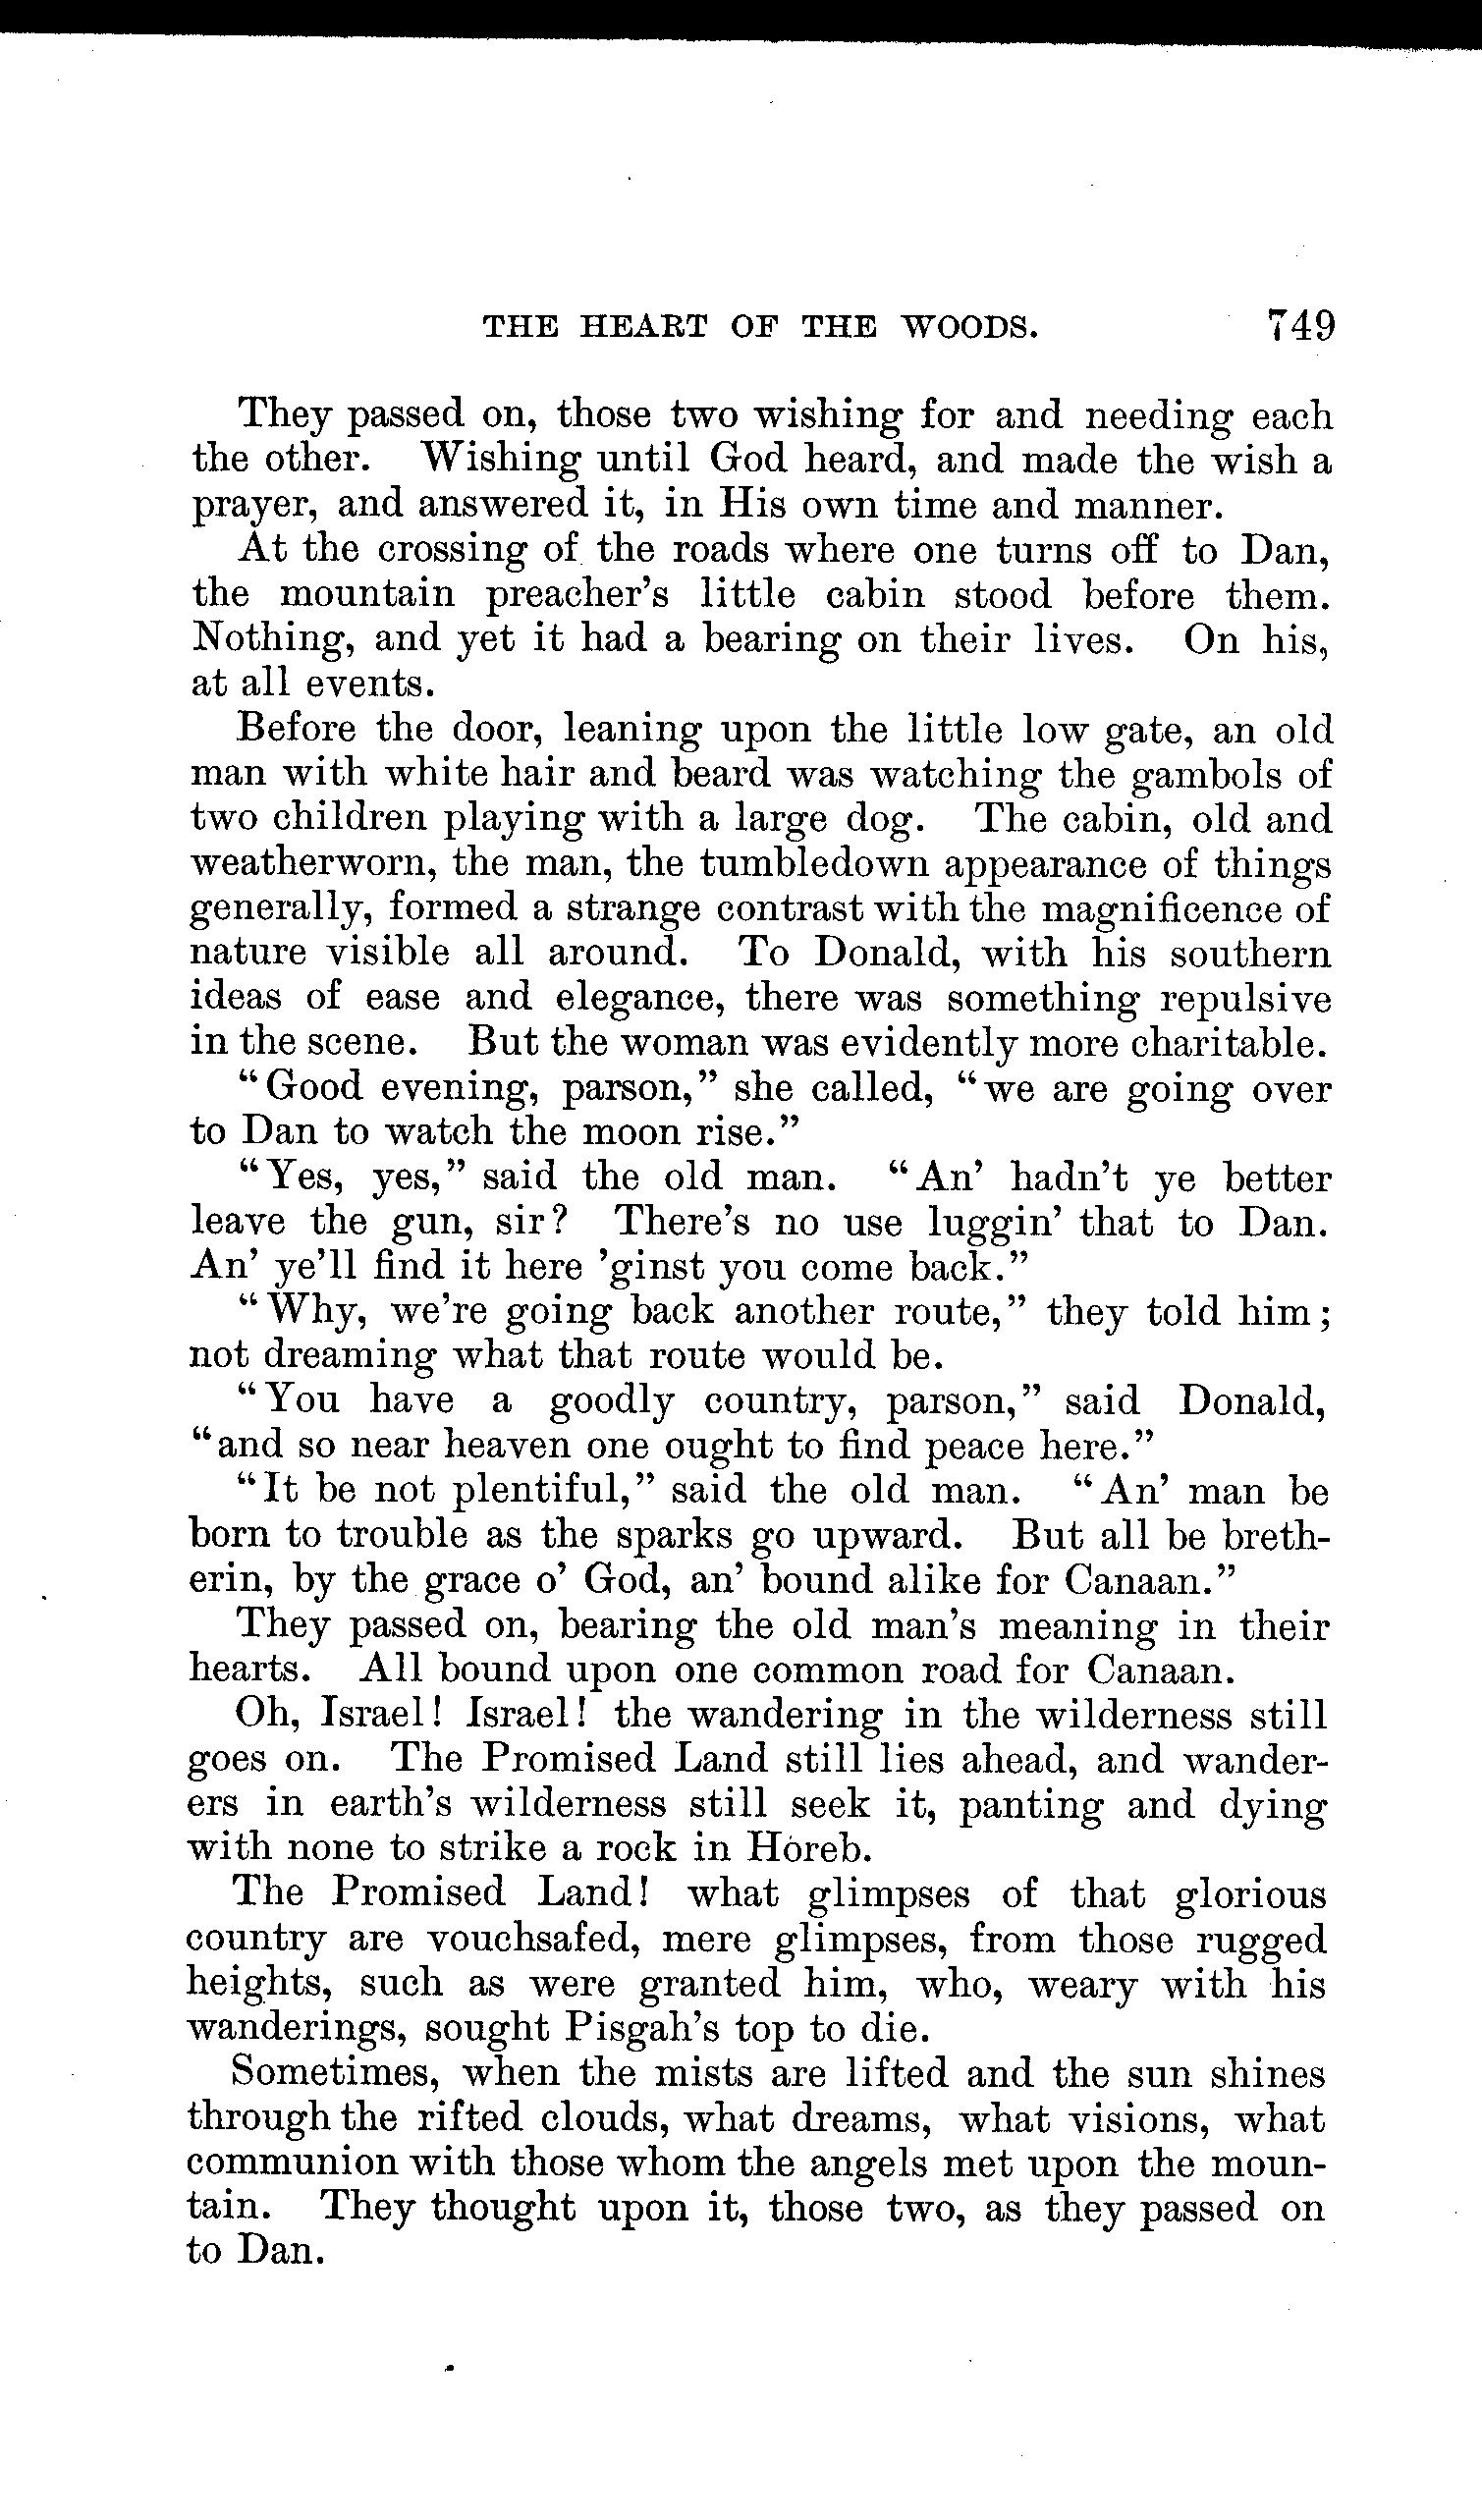 THE HEART OF THE WOODS. 749
They passed on, those two wishing for and needing each
the other. Wishing until God heard, and made the wish a
prayer, and answered it, in His own time and manner.
At the crossing of the roads where one turns off to Dan,
the mountain preacher's little cabin stood before them.
Nothing, and yet it had a bearing on their lives. On his,
at all events.
Before the door, leaning upon the little low gate, an old
man with white hair and beard was watching the gambols of
two children playing with a large dog. The cabin, old and
weatherworn, the man, the tumbledown appearance of things
generally, formed a strange contrast with the magnificence of
nature visible all around. To Donald, with his southern
ideas of ease and elegance, there was something repulsive
in the scene. But the woman was evidently more charitable.
“Good evening, parson,” she called, “we are going over
to Dan to watch the moon rise.”
“Yes, yes,” said the old man. “An’ hadn't ye better
leave the gun, sir? There's no use luggin’ that to Dan.
An’ ye'll find it here ’ginst you come back.”
“Why, we're going back another route,” they told him;
not dreaming what that route would be.
“You have a goodly country, parson,” said Donald,
“and so near heaven one ought to find peace here.”
“It be not plentiful,” said the old man. “An’ man be
born to trouble as the sparks go upward. But all be breth-
erin, by the grace o’ God, an’ bound alike for Canaan.”
They passed on, bearing the old man's meaning in their
hearts. All bound upon one common road for Canaan.
Oh, Israel! Israel! the wandering in the wilderness still
goes on. The Promised Land still lies ahead, and wander-
ers in earth's wilderness still seek it, panting and dying
with none to strike a rock in Horeb.
The Promised Land! what glimpses of that glorious
country are vouchsafed, mere glimpses, from those rugged
heights, such as were granted him, who, weary with his
wanderings, sought Pisgah's top to die.
Sometimes, when the mists are lifted and the sun shines
through the rifted clouds, what dreams, what visions, what
communion with those whom the angels met upon the moun-
tain. They thought upon it, those two, as they passed on
to Dan.